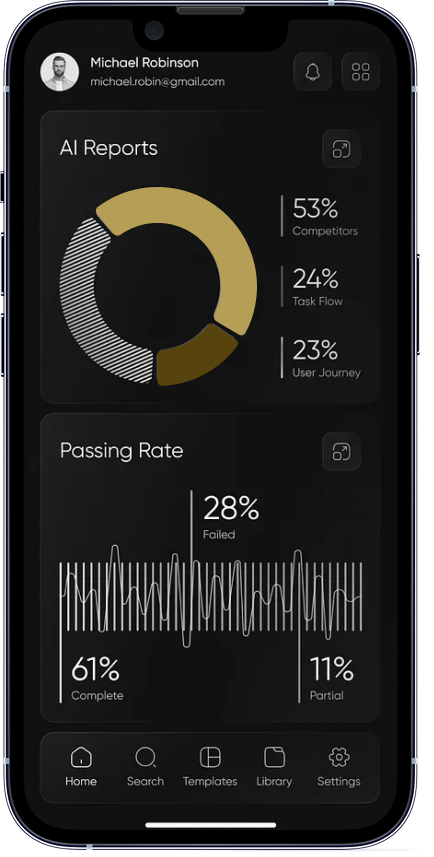 Michael Robinson
michael.robin@gmail.com
AI Reports
53%
Competitors
24%
Task Flow
23%
User Journey
Passing Rate
28%
Failed
61%
Complete
11%
Partial
Home
Search
Templates
Library
Settings